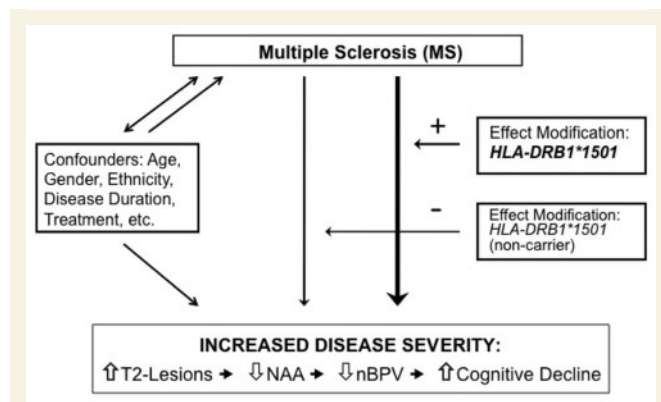 Multiple Sclerosis (MS)
Confounders: Age,
Gender, Ethnicity,
Disease Duration,
Treatment, etc.
+
Effect Modification:
HLA-DRB1*1501
-
Effect Modification:
HLA-DRB1*1501
(non-carrier)
INCREASED DISEASE SEVERITY:
⇧T2-Lesions → ⇩NAA → ⇩nBPV → ⇧Cognitive Decline